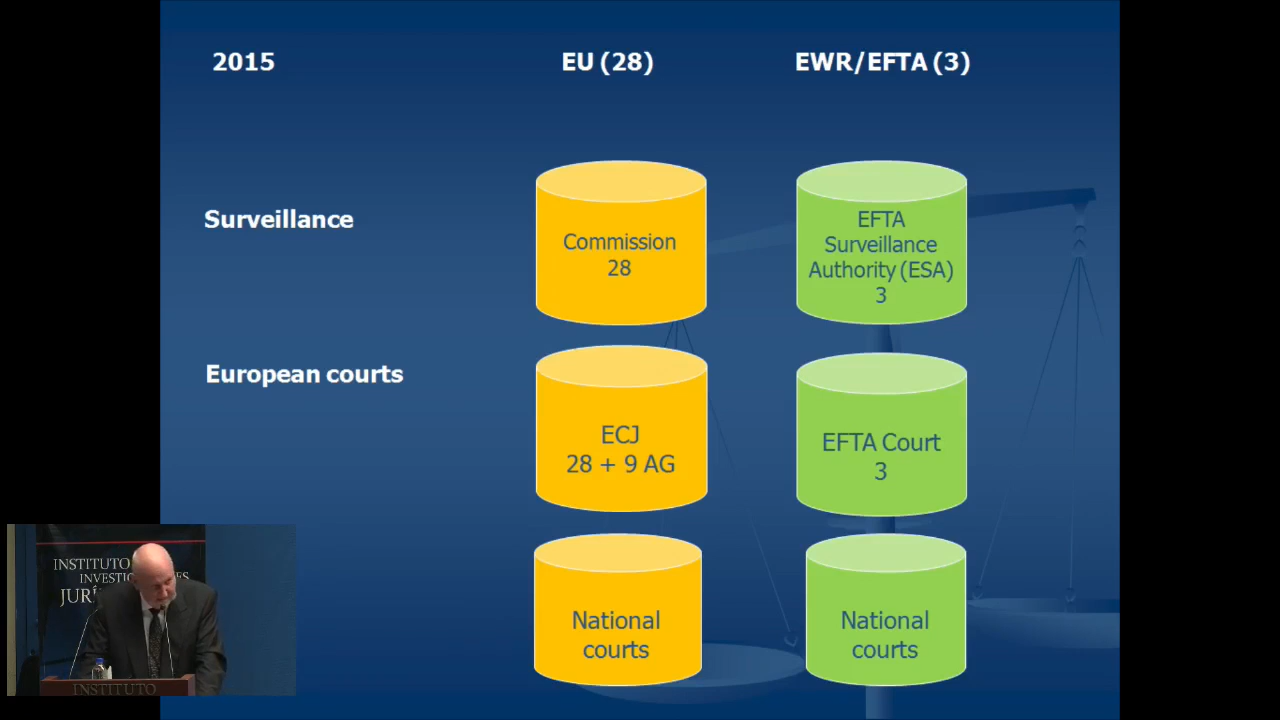 2015
EU (28)
EWR/EFTA (3)
Surveillance
Commission
28
EFTA
Surveillance
Authority (ESA)
3
European courts
ECJ
28 + 9 AG
EFTA Court
3
National
courts
National
courts
INSTITUTO
INSTITUTO